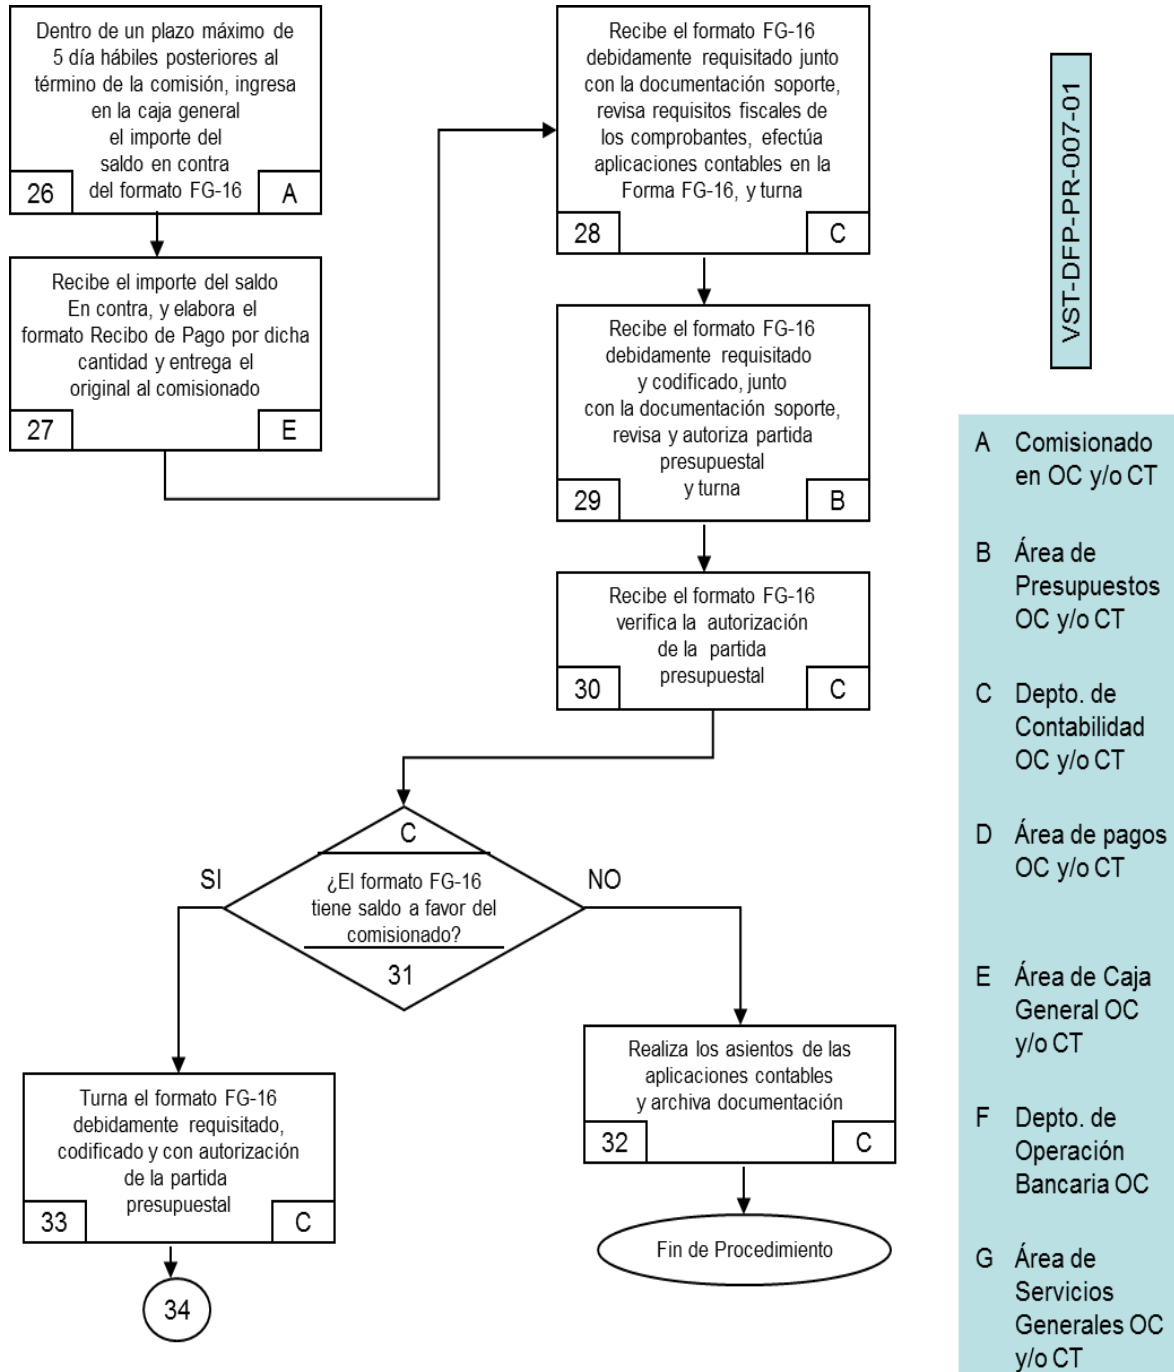 Dentro de un plazo máximo de
5 día hábiles posteriores al
término de la comisión, ingresa
en la caja general
el importe del
saldo en contra
del formato FG-16
26
A
Recibe el importe del saldo
En contra, y elabora el
formato Recibo de Pago por dicha
cantidad y entrega el
original al comisionado
27
E
Recibe el formato FG-16
debidamente requisitado junto
con la documentación soporte,
revisa requisitos fiscales de
los comprobantes, efectúa
aplicaciones contables en la
Forma FG-16, y turna
28
C
Recibe el formato FG-16
debidamente requisitado
y codificado, junto
con la documentación soporte,
revisa y autoriza partida
presupuestal
y turna
29
B
Recibe el formato FG-16
verifica la autorización
de la partida
presupuestal
30
C
C
¿El formato FG-16
tiene saldo a favor del
comisionado?
31
SI
NO
Realiza los asientos de las
aplicaciones contables
y archiva documentación
32
C
Fin de Procedimiento
Turna el formato FG-16
debidamente requisitado,
codificado y con autorización
de la partida
presupuestal
33
C
34
VST-DFP-PR-007-01
A Comisionado
en OC y/o CT
B Área de
Presupuestos
OC y/o CT
C Depto. de
Contabilidad
OC y/o CT
D Área de pagos
OC y/o CT
E Área de Caja
General OC
y/o CT
F Depto. de
Operación
Bancaria OC
G Área de
Servicios
Generales OC
y/o CT